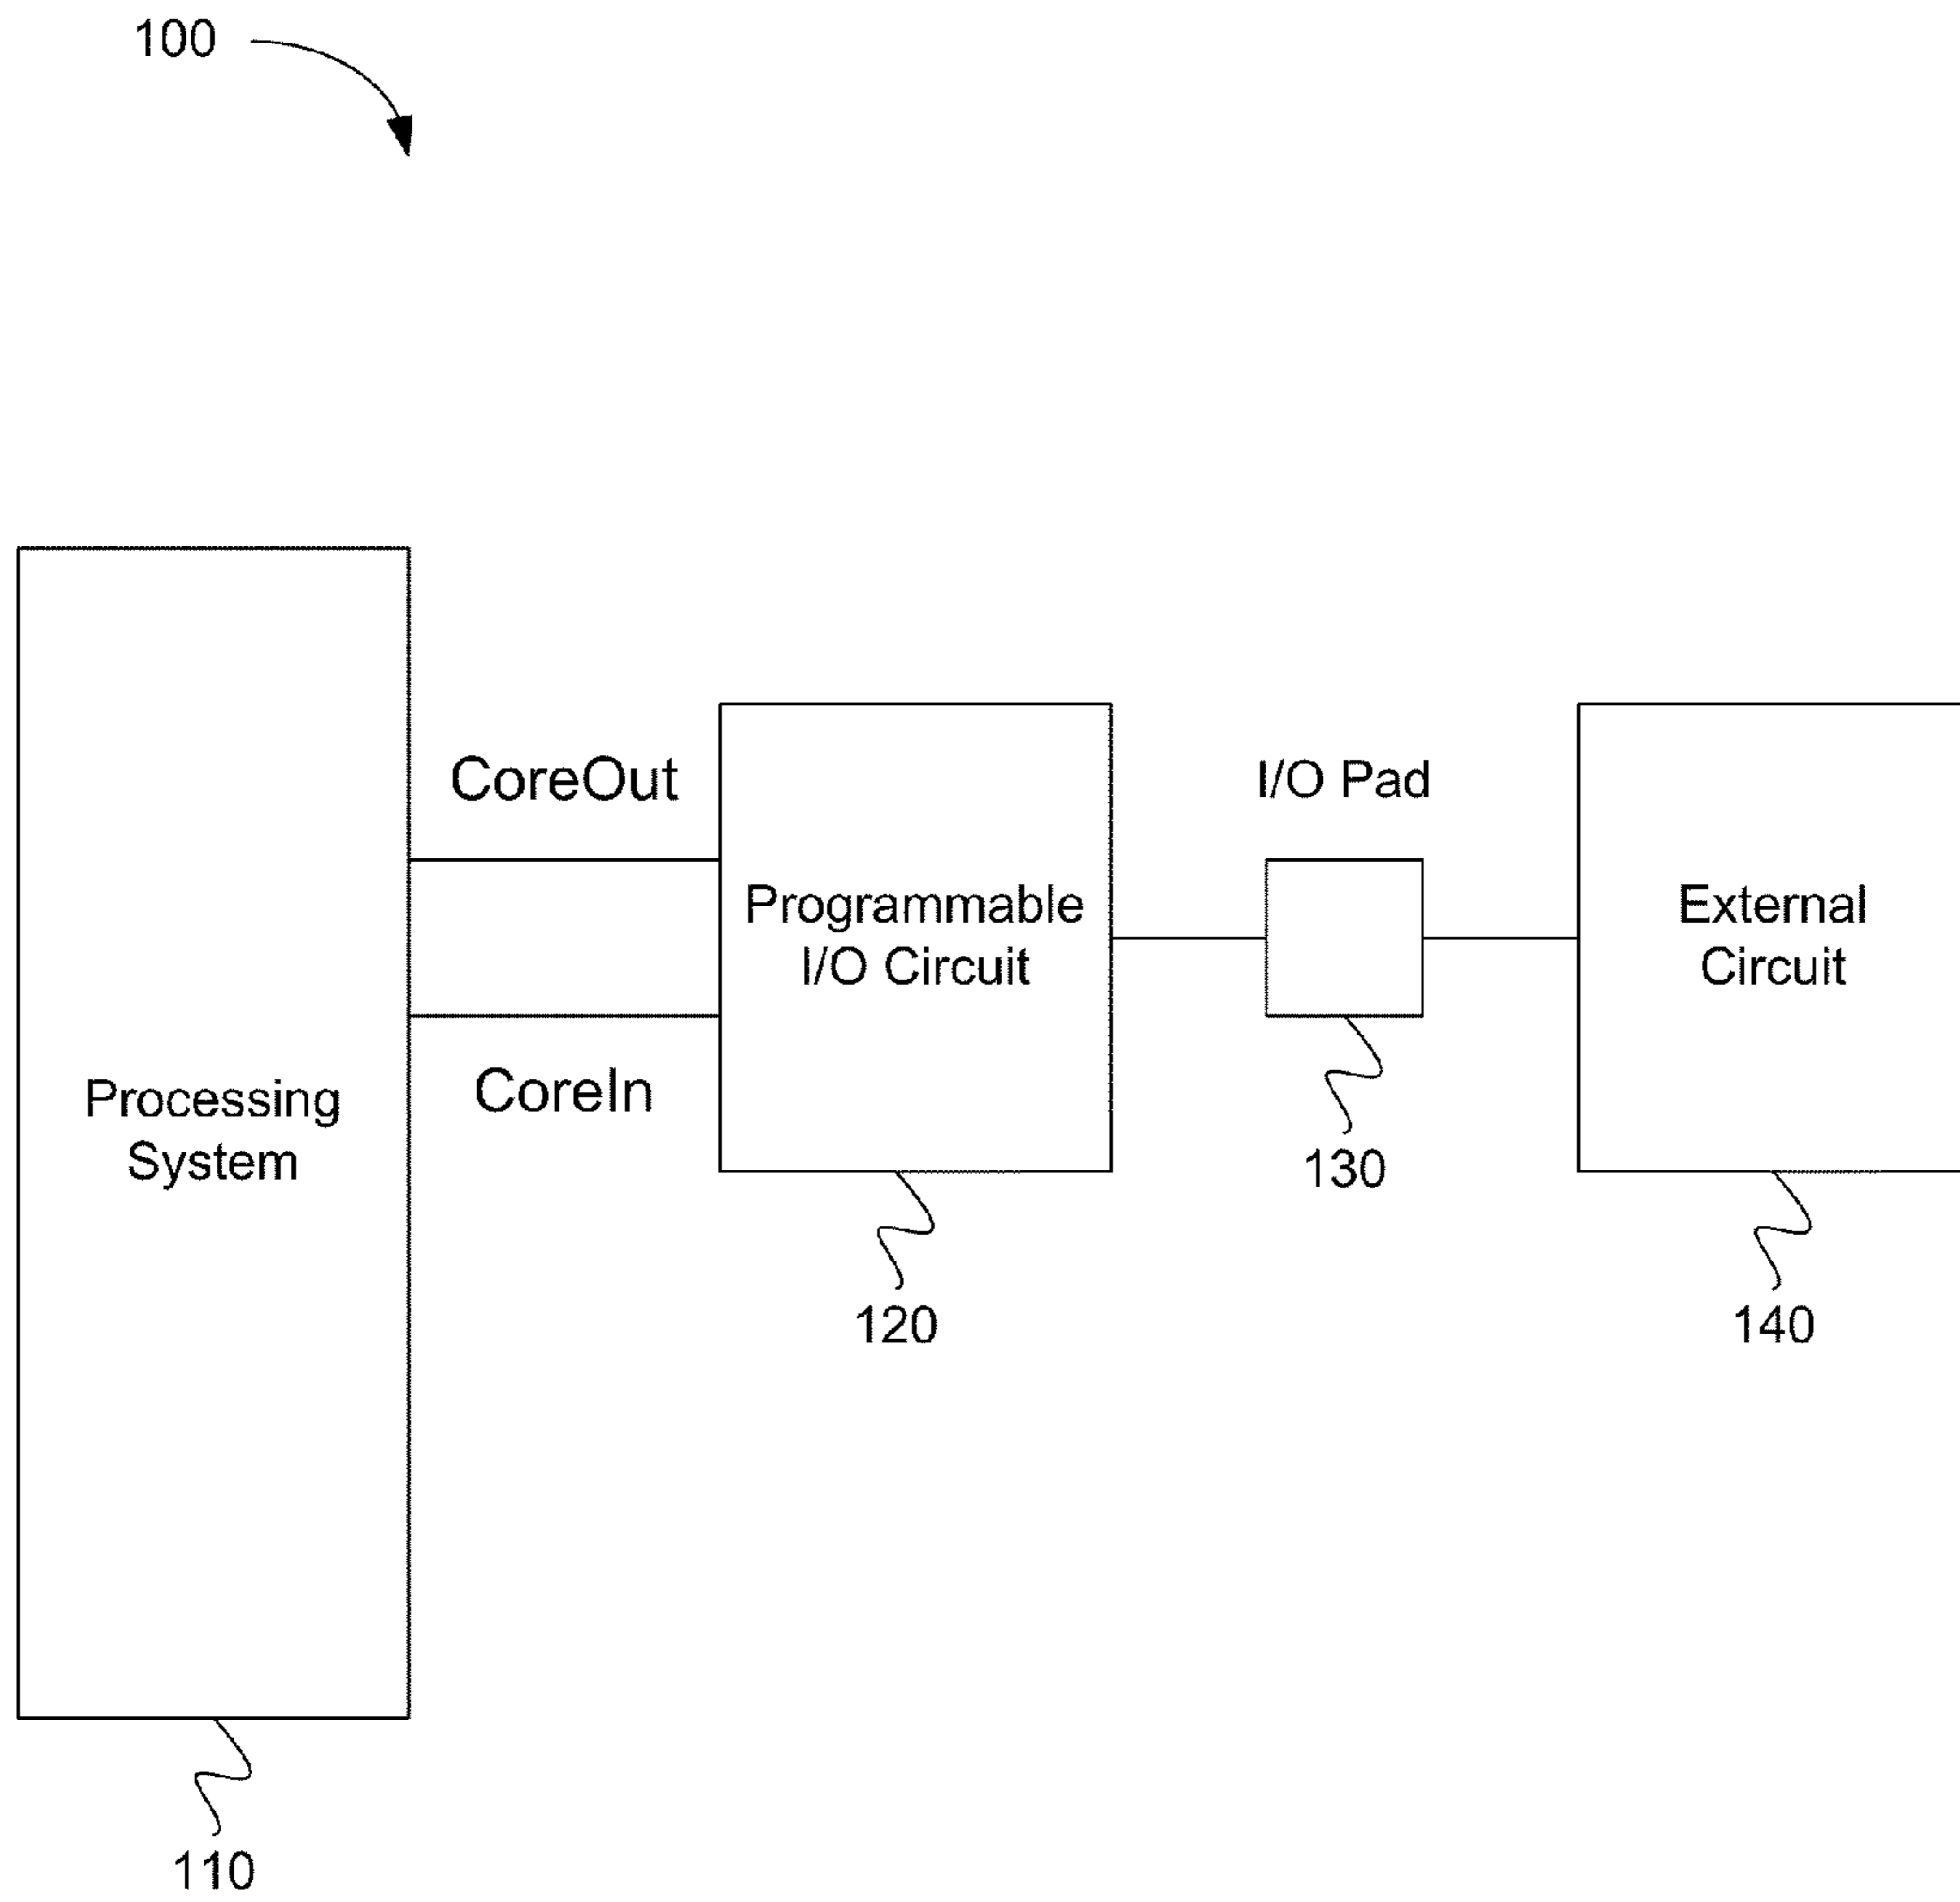 100
CoreOut
I/O Pad
Programmable
I/O Circuit
External
Circuit
Processing
System
CoreIn
130
120
140
110